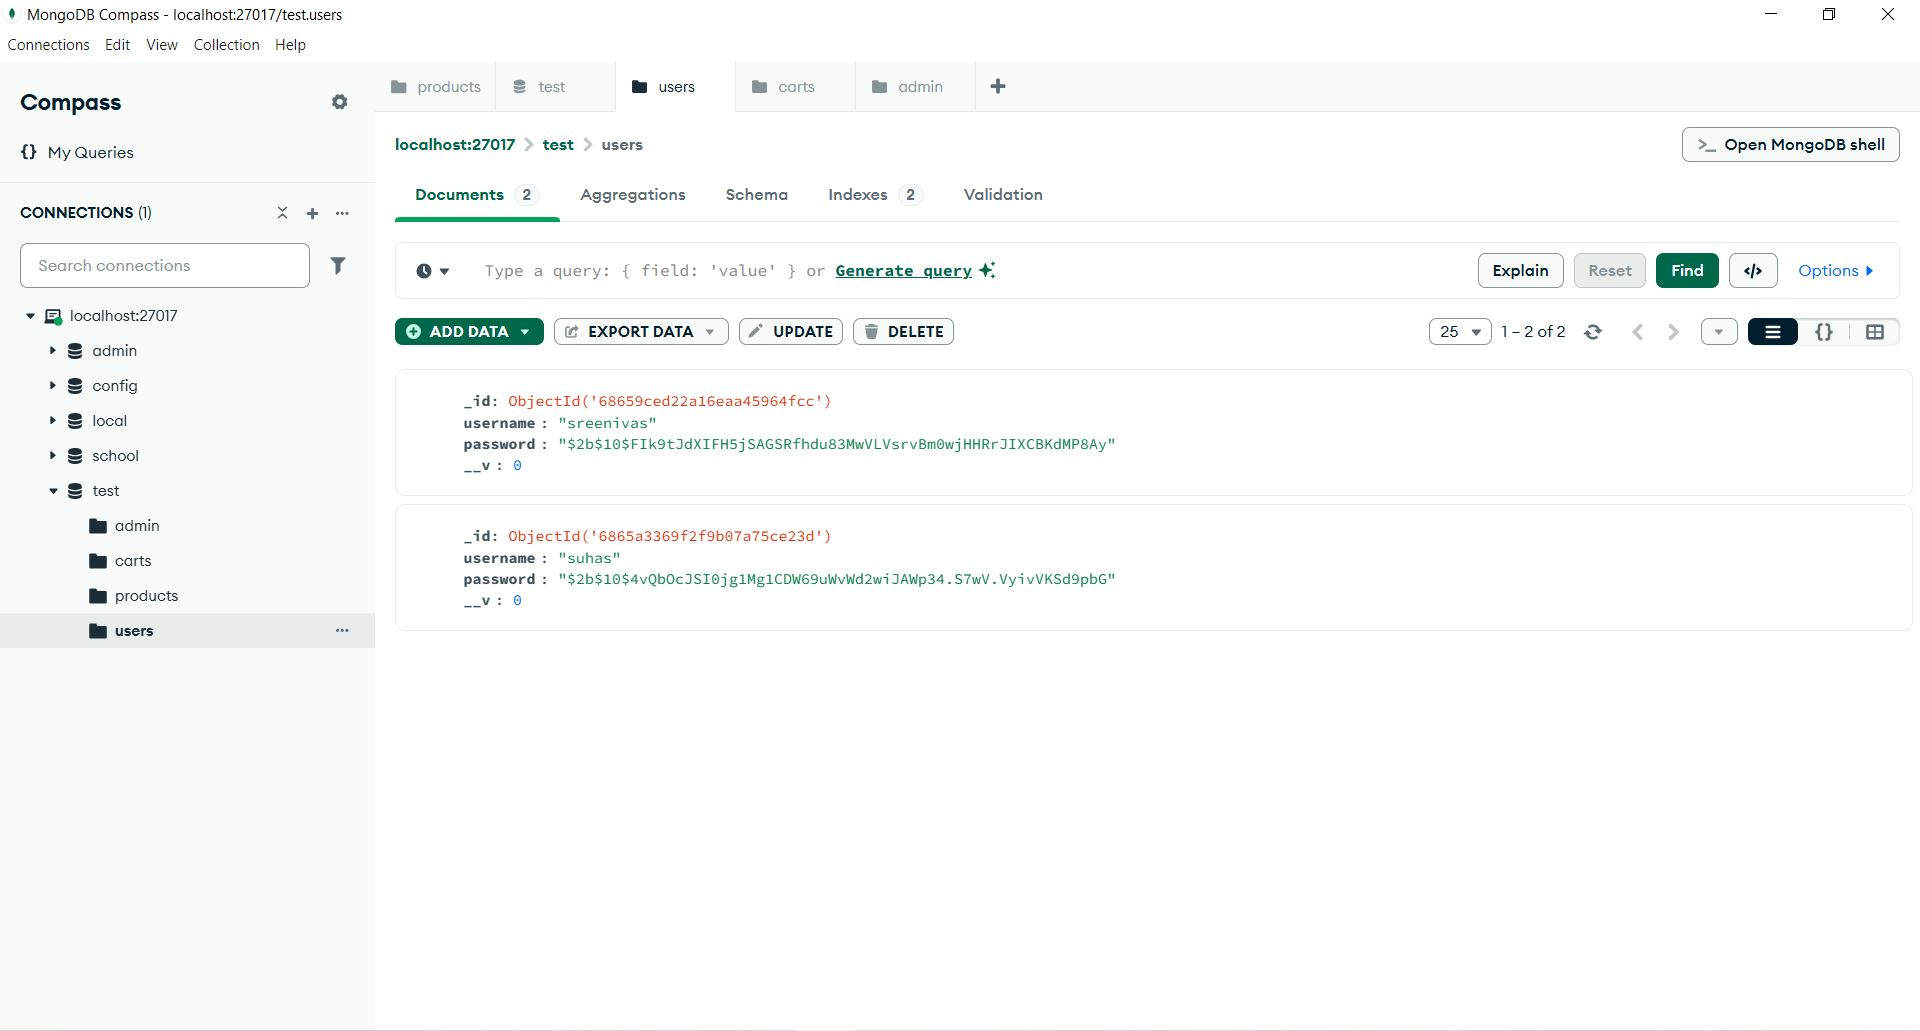 MongoDB Compass - localhost:27017/test.users
Connections Edit View Collection Help
Compass
{} My Queries
CONNECTIONS (1)
Search connections
localhost:27017
admin
config
local
school
test
admin
carts
products
users
products test users carts admin
localhost:27017 > test > users
>_ Open MongoDB shell
Documents 2 Aggregations Schema Indexes 2 Validation
Type a query: { field: 'value' } or Generate query
Explain Reset Find </> Options
ADD DATA EXPORT DATA UPDATE DELETE
25 1 – 2 of 2 {}
_id: ObjectId('68659ced22a16eaa45964fcc')
username : "sreenivas"
password : "$2b$10$FIk9tJdXIFH5jSAGSRfhdu83MwVLVsrvBm0wjHHRrJIXCBKdMP8Ay"
__v : 0
_id: ObjectId('6865a3369f2f9b07a75ce23d')
username : "suhas"
password : "$2b$10$4vQbOcJSI0jg1Mg1CDW69uWvWd2wiJAWp34.S7wV.VyivVKSd9pbG"
__v : 0